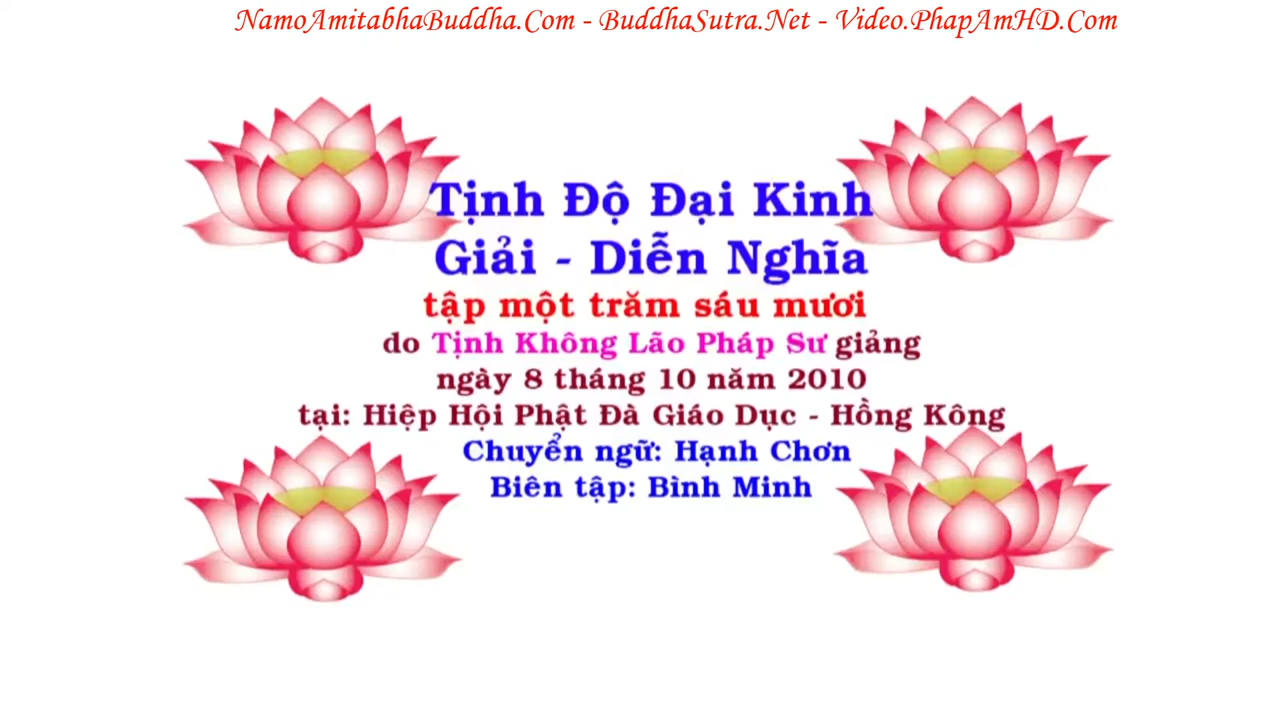 NamoAmitabhaBuddha.Com - BuddhaSutra.Net - Video.PhapAmHD.Com
Tịnh Độ Đại Kinh
Giải - Diễn Nghĩa
tập một trăm sáu mươi
do Tịnh Không Lão Pháp Sư giảng
ngày 8 tháng 10 năm 2010
tại: Hiệp Hội Phật Đà Giáo Dục - Hồng Kông
Chuyển ngữ: Hạnh Chơn
Biên tập: Bình Minh